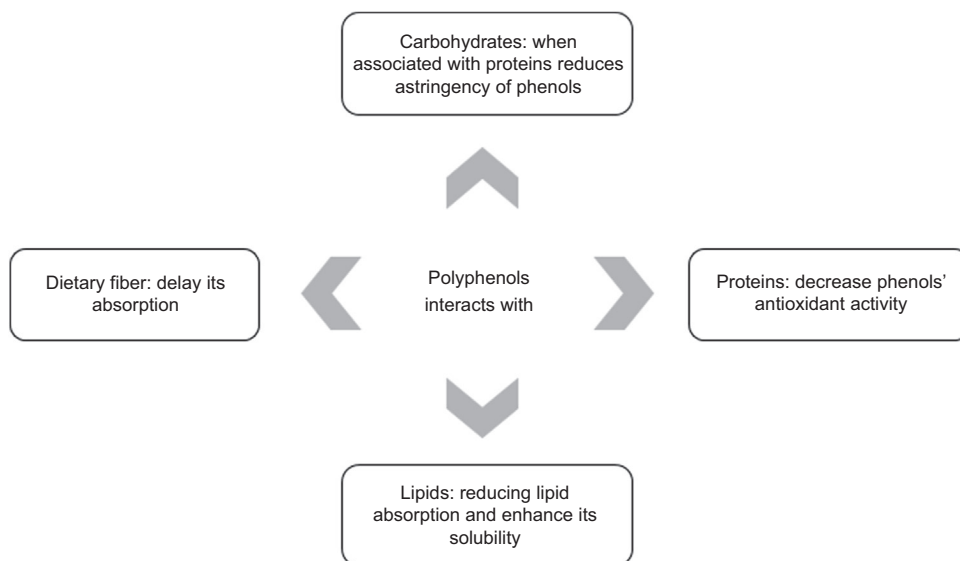 Carbohydrates: when
associated with proteins reduces
astringency of phenols
Dietary fiber: delay its
absorption
Polyphenols
interacts with
Proteins: decrease phenols’
antioxidant activity
Lipids: reducing lipid
absorption and enhance its
solubility